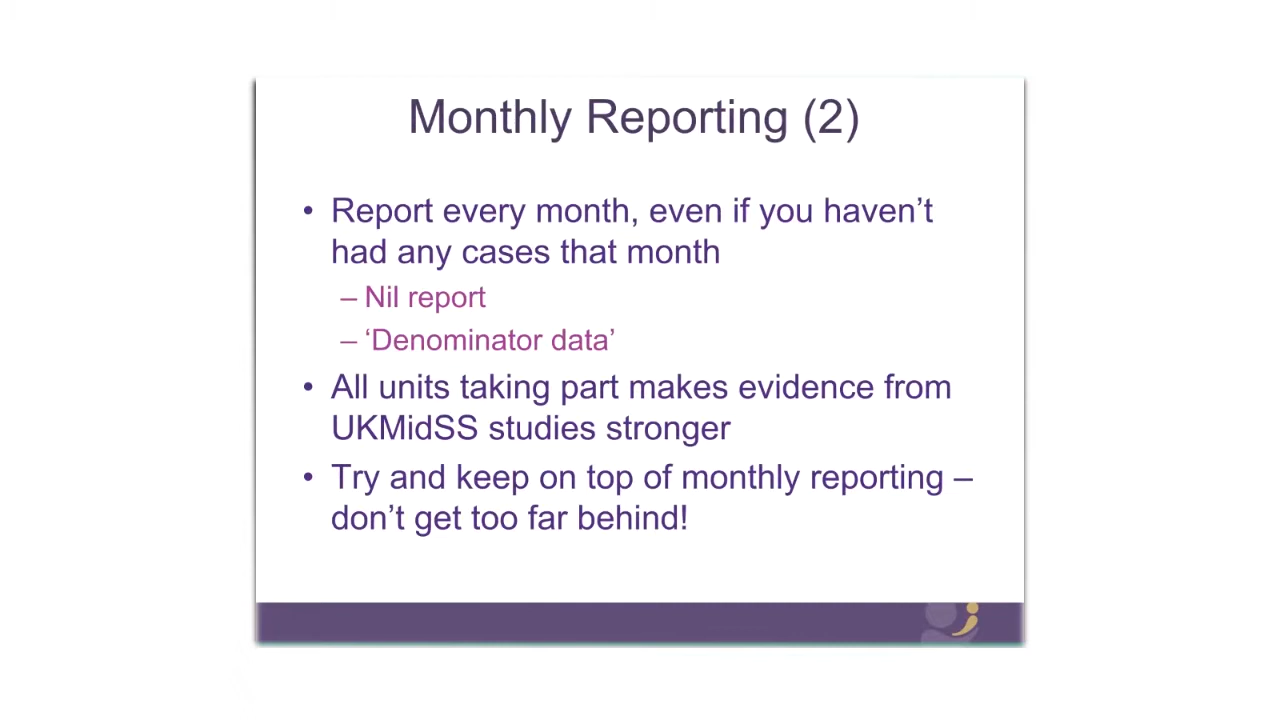 Monthly Reporting (2)
• Report every month, even if you haven’t
had any cases that month
– Nil report
– ‘Denominator data’
• All units taking part makes evidence from
UKMidSS studies stronger
• Try and keep on top of monthly reporting –
don’t get too far behind!